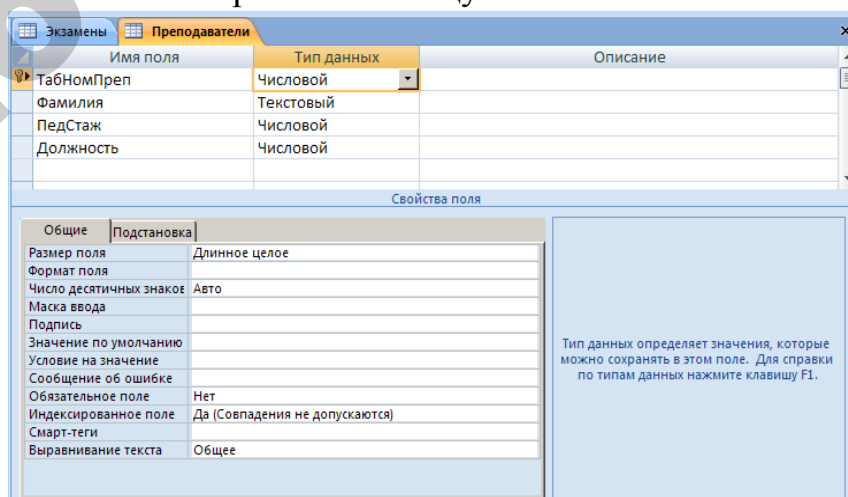 Экзамены Преподаватели
Имя поля Тип данных Описание
ТабНомПреп Числовой
Фамилия Текстовый
ПедСтаж Числовой
Должность Числовой
Свойства поля
Общие Подстановка
Размер поля Длинное целое
Формат поля
Число десятичных знаков Авто
Маска ввода
Подпись
Значение по умолчанию
Условие на значение
Сообщение об ошибке
Обязательное поле Нет
Индексированное поле Да (Совпадения не допускаются)
Смарт-теги
Выравнивание текста Общее
Тип данных определяет значения, которые
можно сохранять в этом поле. Для справки
по типам данных нажмите клавишу F1.